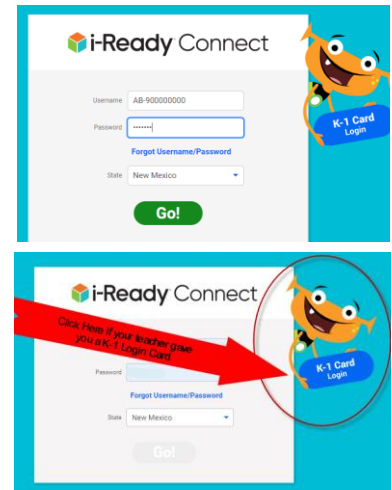 i-Ready Connect
Username AB-900000000
Password •••••••
Forgot Username/Password
State New Mexico
Go!
K-1 Card
Login
i-Ready Connect
Click Here if your teacher gave
you a K-1 Login Card
Password
Forgot Username/Password
State New Mexico
Go!
K-1 Card
Login